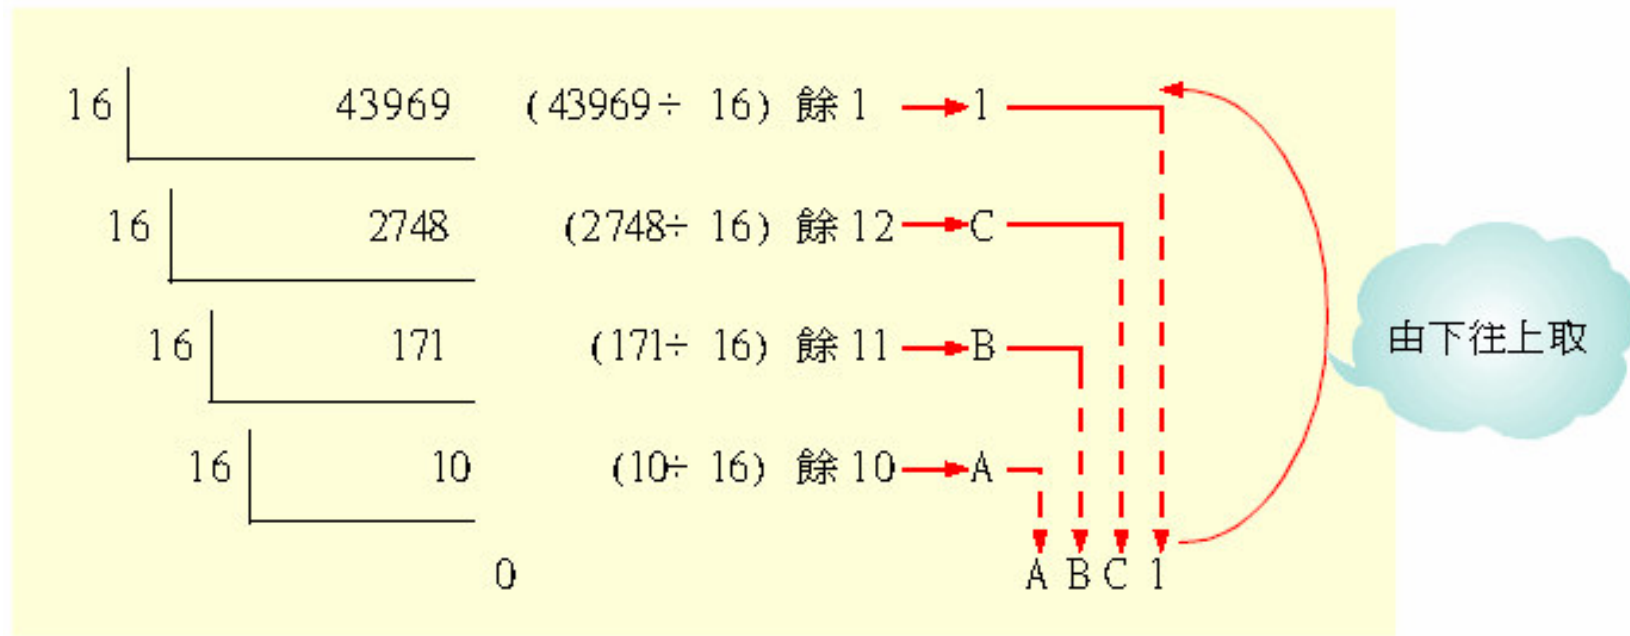 16 43969 (43969÷ 16) 餘 1 1
16 2748 (2748÷ 16) 餘 12 C
16 171 (171÷ 16) 餘 11 B
由下往上取
16 10 (10÷ 16) 餘 10 A
0 A B C 1